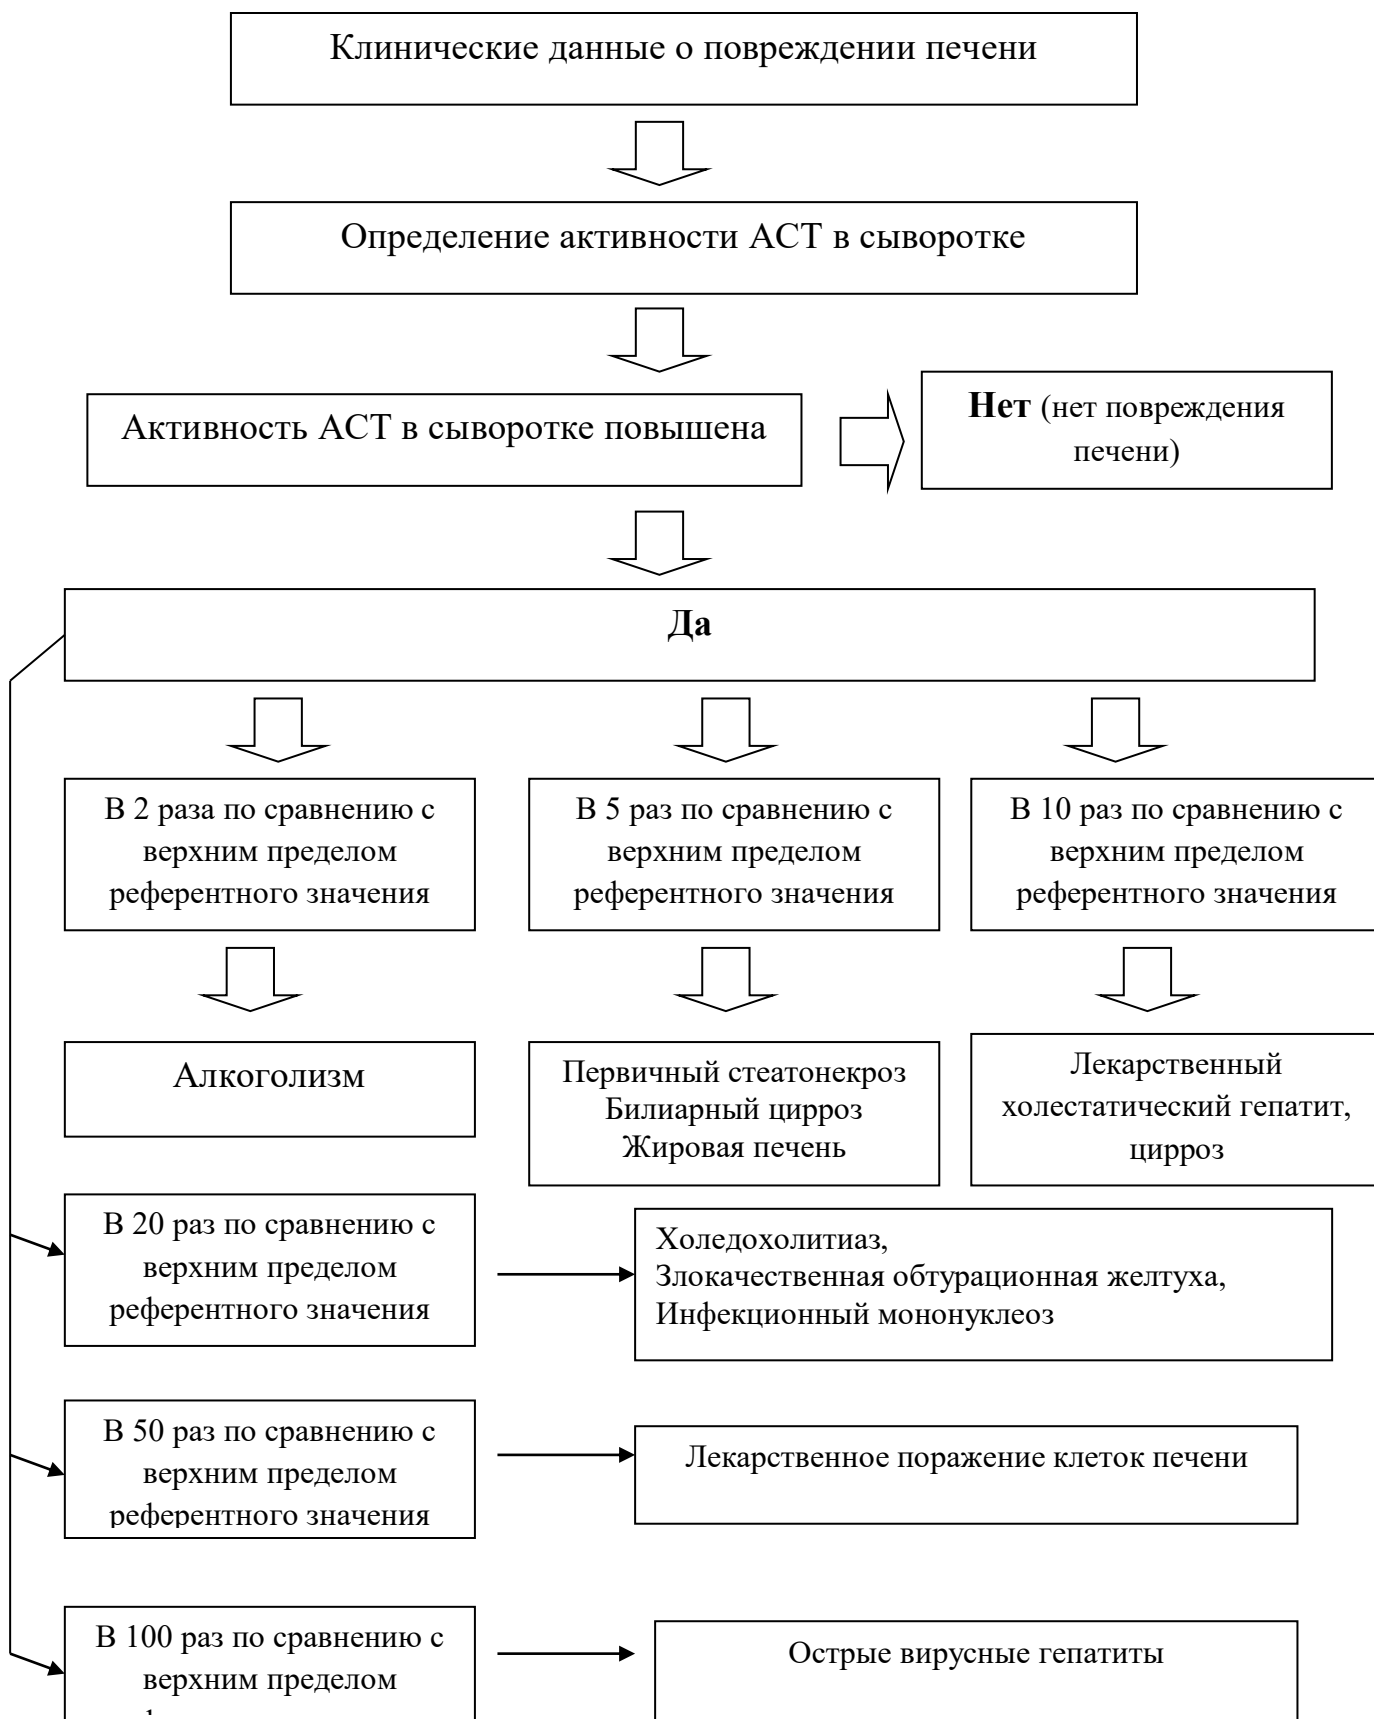 Клинические данные о повреждении печени
Определение активности АСТ в сыворотке
Активность АСТ в сыворотке повышена
Нет (нет повреждения
печени)
Да
В 2 раза по сравнению с
верхним пределом
референтного значения
В 5 раз по сравнению с
верхним пределом
референтного значения
В 10 раз по сравнению с
верхним пределом
референтного значения
Алкоголизм
Первичный стеатонекроз
Билиарный цирроз
Жировая печень
Лекарственный
холестатический гепатит,
цирроз
В 20 раз по сравнению с
верхним пределом
референтного значения
Холедохолитиаз,
Злокачественная обтурационная желтуха,
Инфекционный мононуклеоз
В 50 раз по сравнению с
верхним пределом
референтного значения
Лекарственное поражение клеток печени
В 100 раз по сравнению с
верхним пределом
Острые вирусные гепатиты